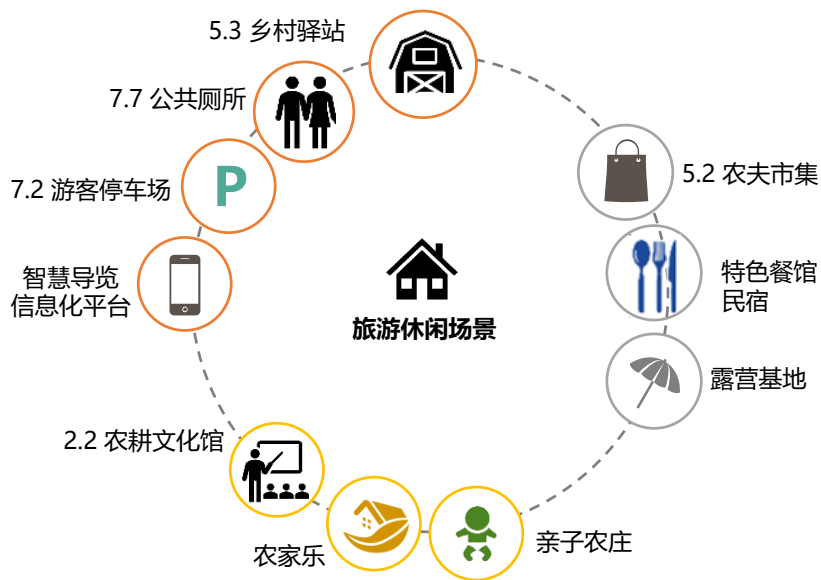 5.3 乡村驿站
7.7 公共厕所
7.2 游客停车场
P
5.2 农夫市集
智慧导览
信息化平台
特色餐馆
民宿
旅游休闲场景
露营基地
2.2 农耕文化馆
农家乐
亲子农庄